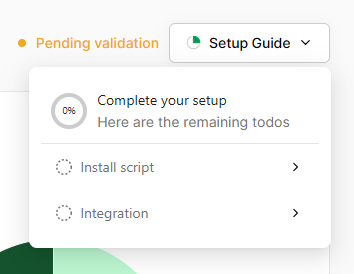 Pending validation
Setup Guide
0%
Complete your setup
Here are the remaining todos
Install script
Integration